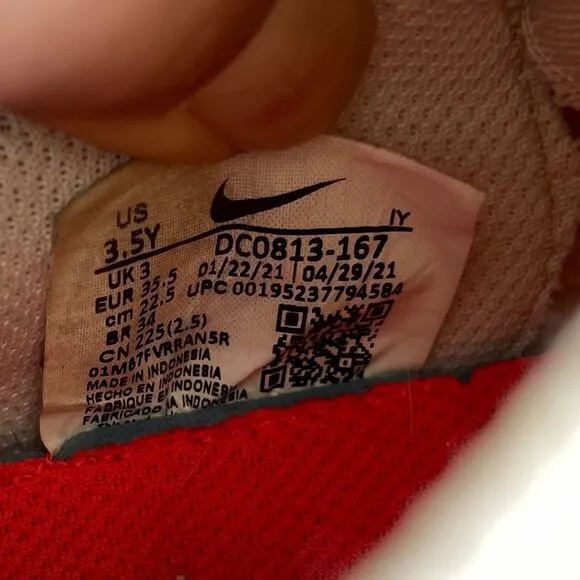 US
3.5Y
IY
DC0813-167
UK 3
01/22/21 04/29/21
EUR 35.5
UPC 00195237794584
cm 22.5
BR 34
CN 225(2.5)
01M67F VRRAN5R
MADE IN INDONESIA
HECHO EN INDONESIA
FABRIQUE EN INDONESIE
FABRICADO INDONESIA